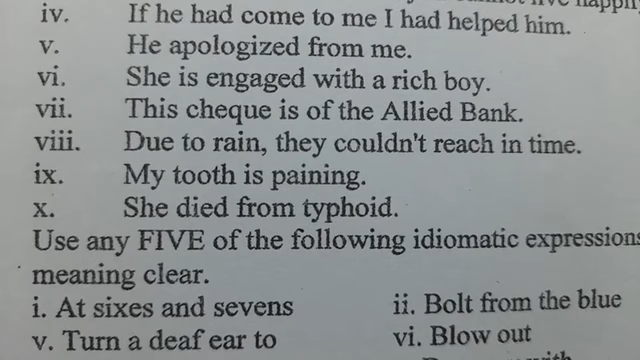 iv. If he had come to me I had helped him.
v. He apologized from me.
vi. She is engaged with a rich boy.
vii. This cheque is of the Allied Bank.
viii. Due to rain, they couldn't reach in time.
ix. My tooth is paining.
x. She died from typhoid.
Use any FIVE of the following idiomatic expressions
meaning clear.
i. At sixes and sevens ii. Bolt from the blue
v. Turn a deaf ear to vi. Blow out
with